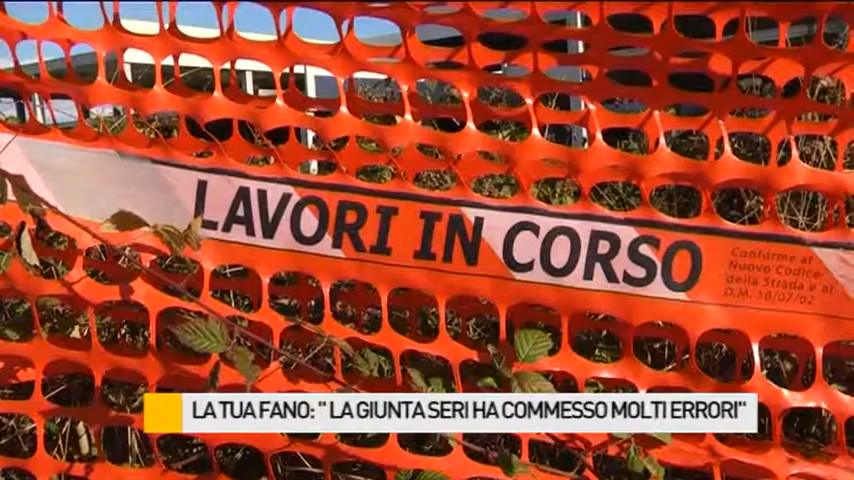 LAVORI IN CORSO
Conforme al
Nuovo Codice
della Strada e al
D.M. 10/07/02
LA TUA FANO: " LA GIUNTA SERI HA COMMESSO MOLTI ERRORI"